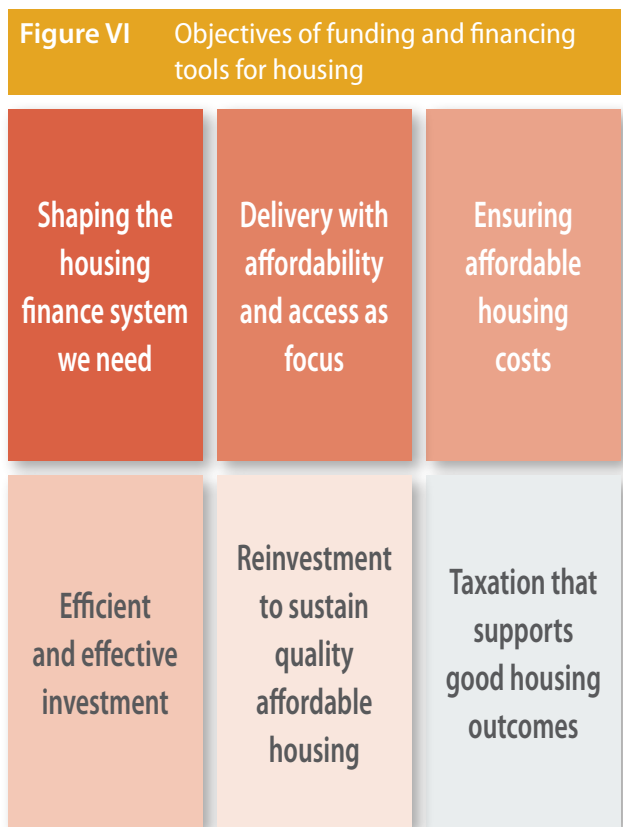 Figure VI Objectives of funding and financing
tools for housing
Shaping the
housing
finance system
we need
Delivery with
affordability
and access as
focus
Ensuring
affordable
housing
costs
Efficient
and effective
investment
Reinvestment
to sustain
quality
affordable
housing
Taxation that
supports
good housing
outcomes